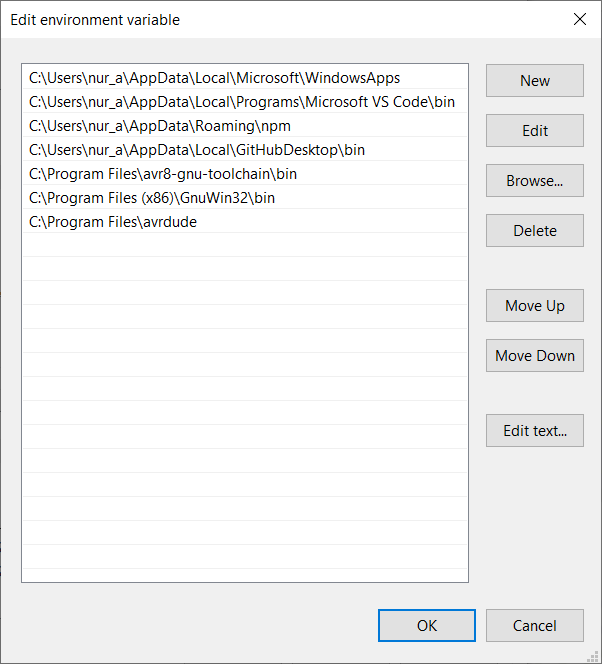 Edit environment variable
C:\Users\nur_a\AppData\Local\Microsoft\WindowsApps
C:\Users\nur_a\AppData\Local\Programs\Microsoft VS Code\bin
C:\Users\nur_a\AppData\Roaming\npm
C:\Users\nur_a\AppData\Local\GitHubDesktop\bin
C:\Program Files\avr8-gnu-toolchain\bin
C:\Program Files (x86)\GnuWin32\bin
C:\Program Files\avrdude
New
Edit
Browse...
Delete
Move Up
Move Down
Edit text...
OK
Cancel